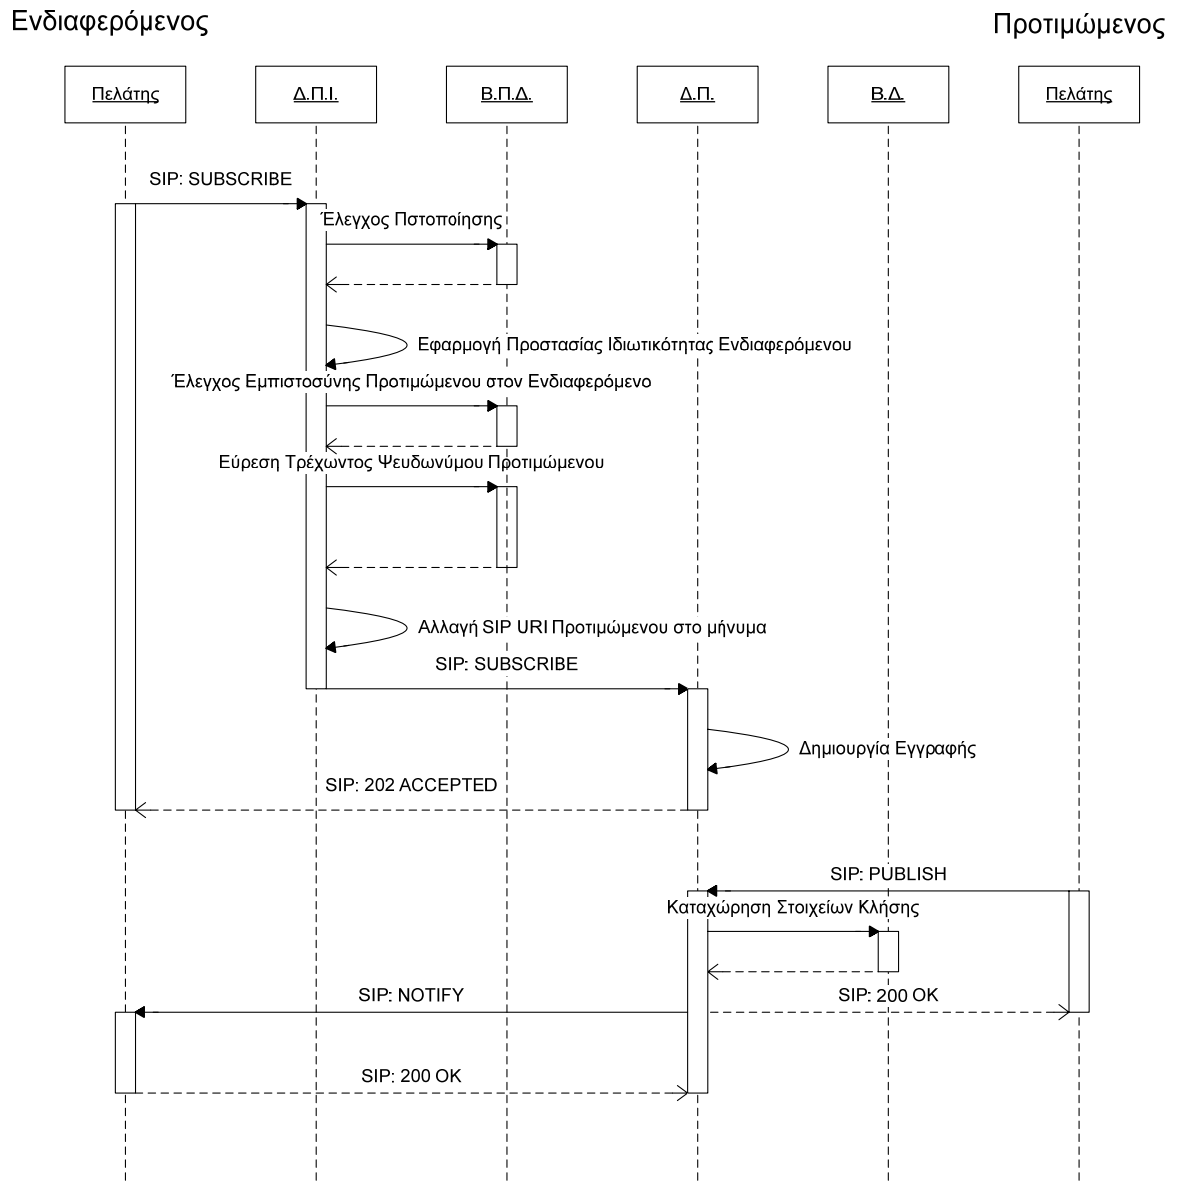 Ενδιαφερόμενος
Προτιμώμενος
Πελάτης
Δ.Π.Ι.
Β.Π.Δ.
Δ.Π.
Β.Δ.
Πελάτης
SIP: SUBSCRIBE
Έλεγχος Πστοποίησης
Εφαρμογή Προστασίας Ιδιωτικότητας Ενδιαφερόμενου
Έλεγχος Εμπιστοσύνης Προτιμώμενου στον Ενδιαφερόμενο
Εύρεση Τρέχωντος Ψευδωνύμου Προτιμώμενου
Αλλαγή SIP URI Προτιμώμενου στο μήνυμα
SIP: SUBSCRIBE
Δημιουργία Εγγραφής
SIP: 202 ACCEPTED
SIP: PUBLISH
Καταχώρηση Στοιχείων Κλήσης
SIP: NOTIFY
SIP: 200 OK
SIP: 200 OK